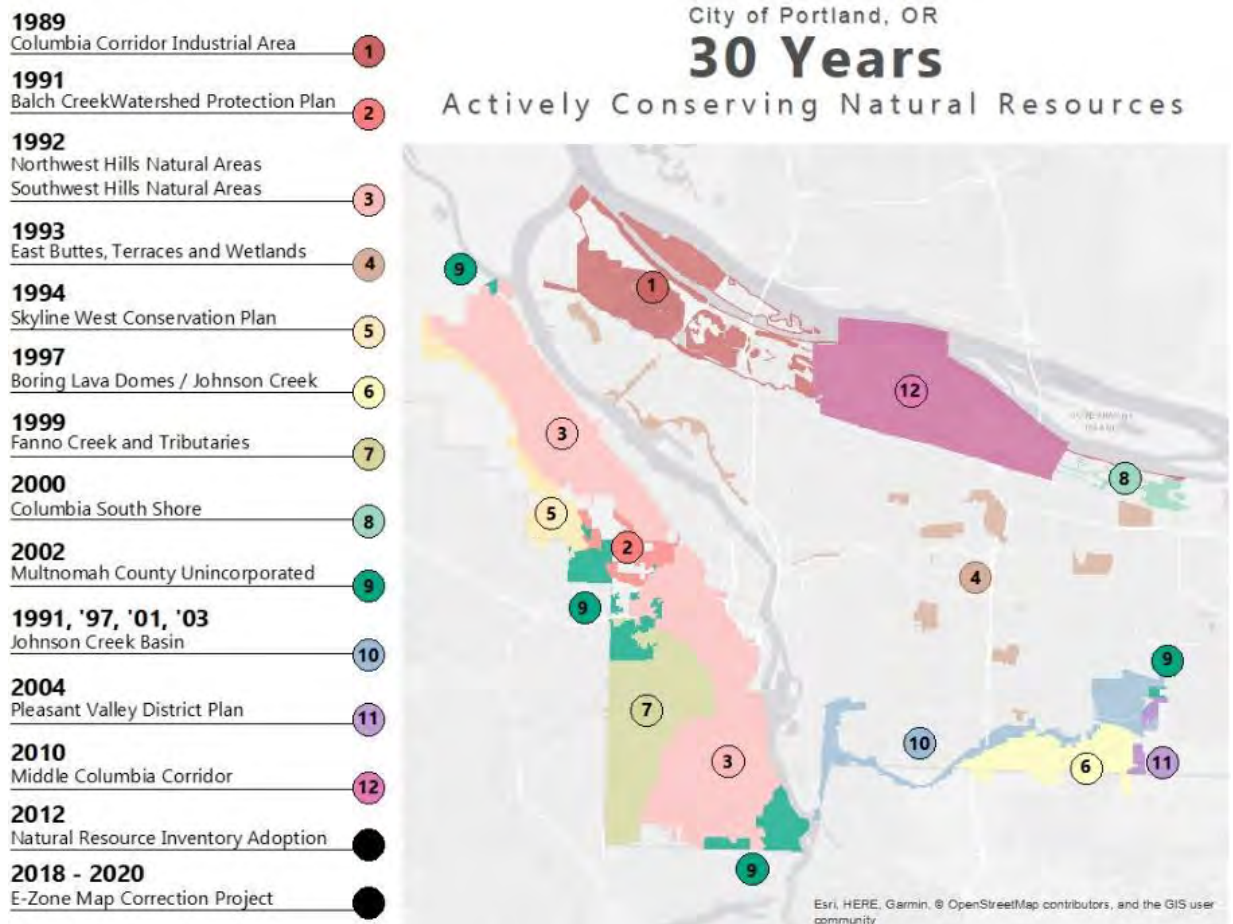 1989
Columbia Corridor Industrial Area
1
1991
Balch CreekWatershed Protection Plan
2
1992
Northwest Hills Natural Areas
Southwest Hills Natural Areas
3
1993
East Buttes, Terraces and Wetlands
4
1994
Skyline West Conservation Plan
5
1997
Boring Lava Domes / Johnson Creek
6
1999
Fanno Creek and Tributaries
7
2000
Columbia South Shore
8
2002
Multnomah County Unincorporated
9
1991, '97, '01, '03
Johnson Creek Basin
10
2004
Pleasant Valley District Plan
11
2010
Middle Columbia Corridor
12
2012
Natural Resource Inventory Adoption
2018 - 2020
E-Zone Map Correction Project
City of Portland, OR
30 Years
Actively Conserving Natural Resources
9
1
12
3
8
5
2
4
9
9
7
10
3
6
11
9
Esri, HERE, Garmin, © OpenStreetMap contributors, and the GIS user
community